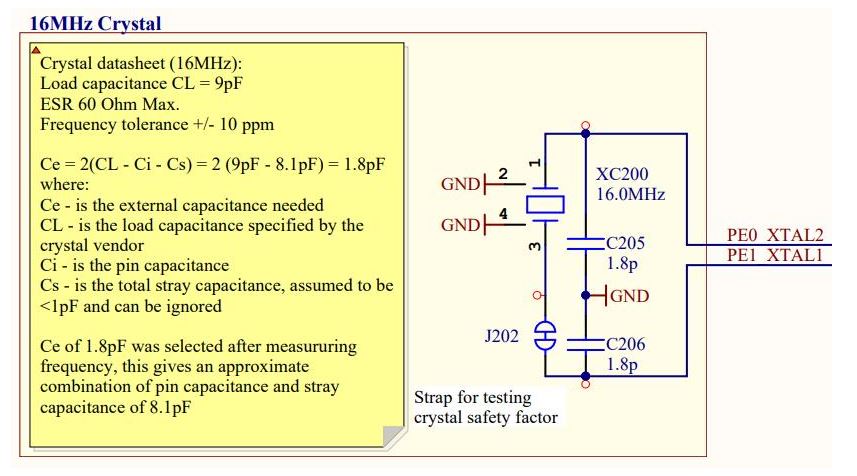 16MHz Crystal
Crystal datasheet (16MHz):
Load capacitance CL = 9pF
ESR 60 Ohm Max.
Frequency tolerance +/- 10 ppm
Ce = 2(CL - Ci - Cs) = 2 (9pF - 8.1pF) = 1.8pF
where:
Ce - is the external capacitance needed
CL - is the load capacitance specified by the
crystal vendor
Ci - is the pin capacitance
Cs - is the total stray capacitance, assumed to be
<1pF and can be ignored
Ce of 1.8pF was selected after measururing
frequency, this gives an approximate
combination of pin capacitance and stray
capacitance of 8.1pF
1
GND 2
XC200
16.0MHz
GND 4
3
C205
1.8p
GND
J202
C206
1.8p
PE0 XTAL2
PE1 XTAL1
Strap for testing
crystal safety factor